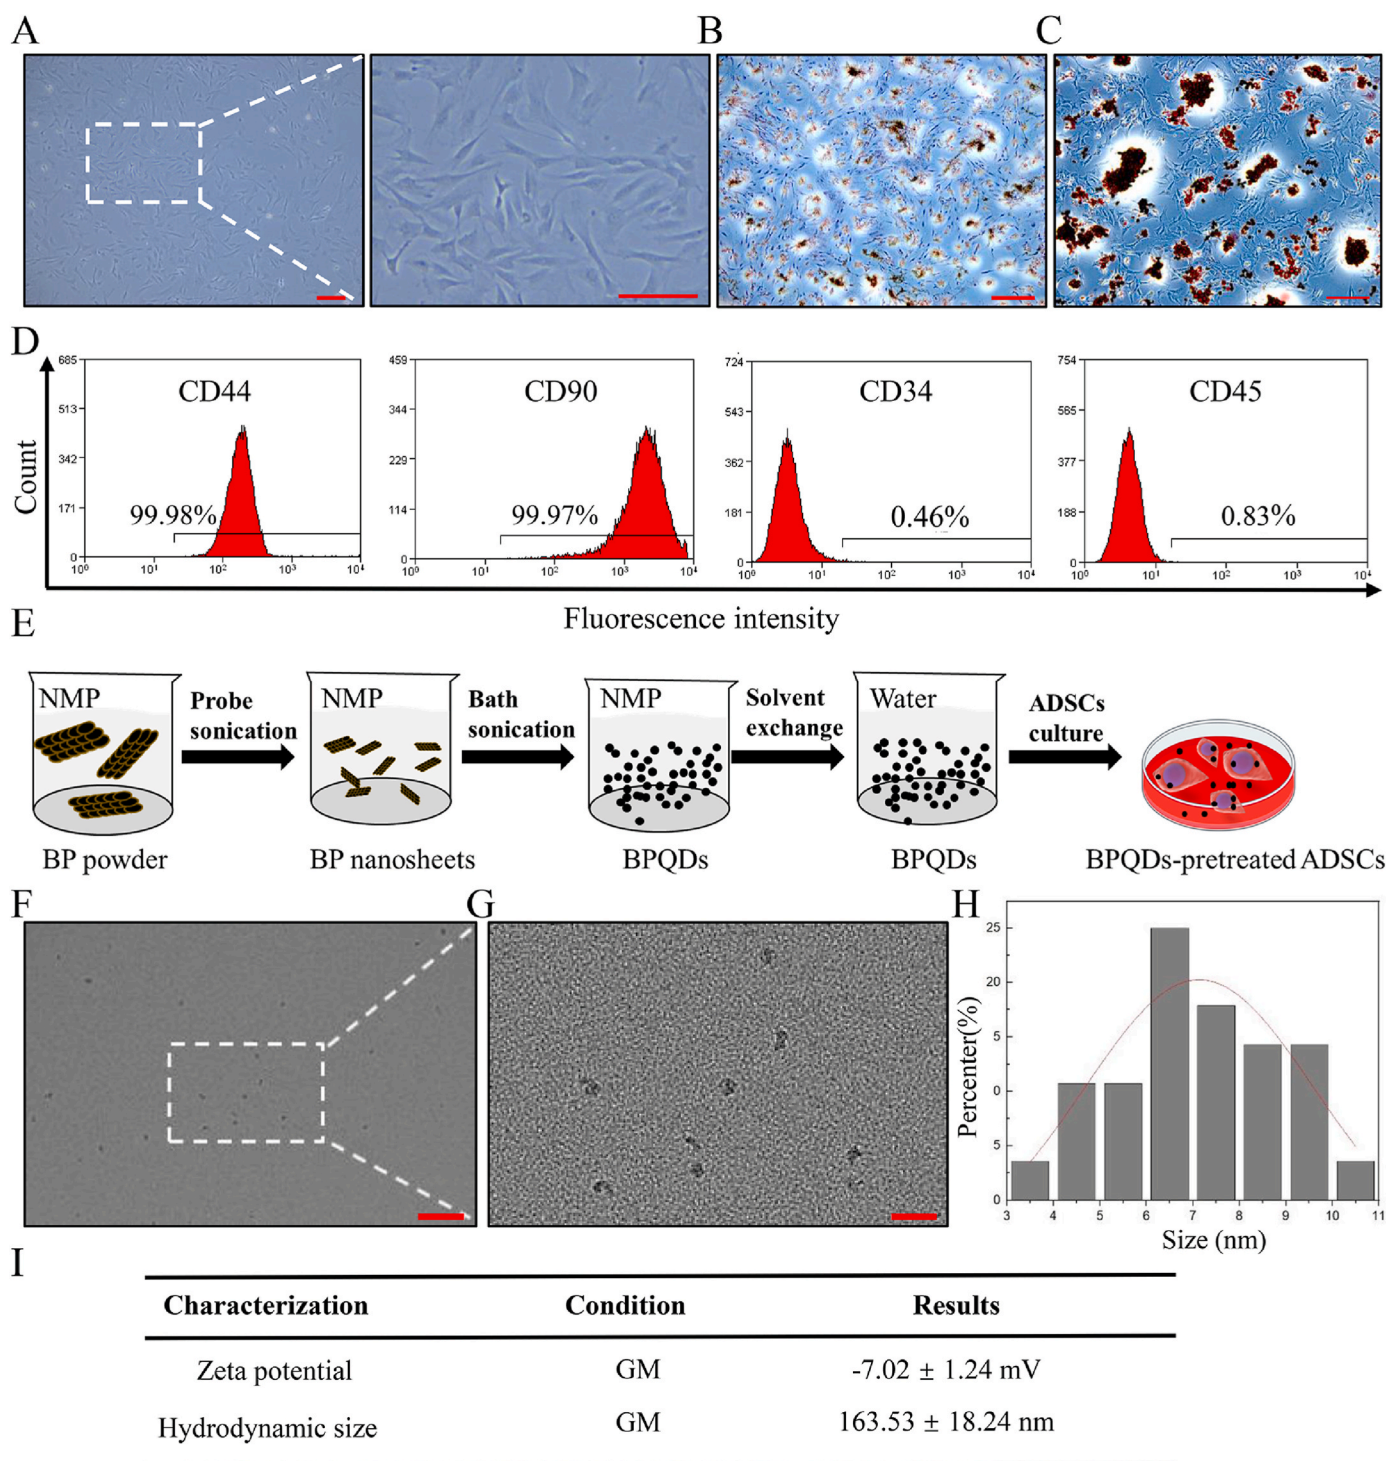 A
B
C
D
Count
685
513
342
171
0
CD44
99.98%
10⁰ 10¹ 10² 10³ 10⁴
459
344
229
114
0
CD90
99.97%
10⁰ 10¹ 10² 10³ 10⁴
724
543
362
181
0
CD34
0.46%
10⁰ 10¹ 10² 10³ 10⁴
754
565
377
188
0
CD45
0.83%
10⁰ 10¹ 10² 10³ 10⁴
Fluorescence intensity
E
NMP
BP powder
Probe
sonication
NMP
BP nanosheets
Bath
sonication
NMP
BPQDs
Solvent
exchange
Water
BPQDs
ADSCs
culture
BPQDs-pretreated ADSCs
F
G
H
Percenter(%)
25
20
5
0
5
0
3 4 5 6 7 8 9 10 11
Size (nm)
I
Characterization Condition Results
Zeta potential GM -7.02 ± 1.24 mV
Hydrodynamic size GM 163.53 ± 18.24 nm